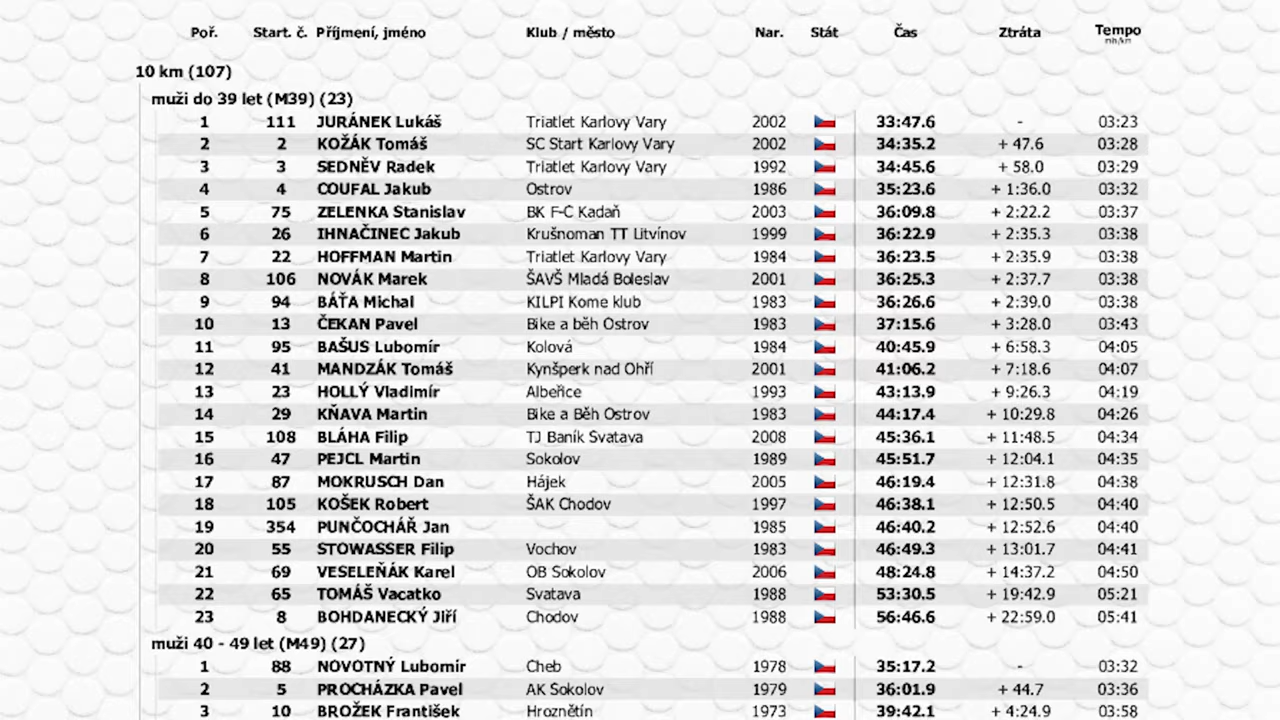 Poř. Start. č. Příjmení, jméno Klub / město Nar. Stát Čas Ztráta Tempo
min/km
10 km (107)
muži do 39 let (M39) (23)
1 111 JURÁNEK Lukáš Triatlet Karlovy Vary 2002 33:47.6 - 03:23
2 2 KOŽÁK Tomáš SC Start Karlovy Vary 2002 34:35.2 + 47.6 03:28
3 3 SEDNĚV Radek Triatlet Karlovy Vary 1992 34:45.6 + 58.0 03:29
4 4 COUFAL Jakub Ostrov 1986 35:23.6 + 1:36.0 03:32
5 75 ZELENKA Stanislav BK F-C Kadaň 2003 36:09.8 + 2:22.2 03:37
6 26 IHNAČINEC Jakub Krušnoman TT Litvínov 1999 36:22.9 + 2:35.3 03:38
7 22 HOFFMAN Martin Triatlet Karlovy Vary 1984 36:23.5 + 2:35.9 03:38
8 106 NOVÁK Marek ŠAVŠ Mladá Boleslav 2001 36:25.3 + 2:37.7 03:38
9 94 BÁŤA Michal KILPI Kome klub 1983 36:26.6 + 2:39.0 03:38
10 13 ČEKAN Pavel Bike a běh Ostrov 1983 37:15.6 + 3:28.0 03:43
11 95 BAŠUS Lubomír Kolová 1984 40:45.9 + 6:58.3 04:05
12 41 MANDZÁK Tomáš Kynšperk nad Ohří 2001 41:06.2 + 7:18.6 04:07
13 23 HOLLÝ Vladimír Albeřice 1993 43:13.9 + 9:26.3 04:19
14 29 KŇAVA Martin Bike a Běh Ostrov 1983 44:17.4 + 10:29.8 04:26
15 108 BLÁHA Filip TJ Baník Svatava 2008 45:36.1 + 11:48.5 04:34
16 47 PEJCL Martin Sokolov 1989 45:51.7 + 12:04.1 04:35
17 87 MOKRUSCH Dan Hájek 2005 46:19.4 + 12:31.8 04:38
18 105 KOŠEK Robert ŠAK Chodov 1997 46:38.1 + 12:50.5 04:40
19 354 PUNČOCHÁŘ Jan 1985 46:40.2 + 12:52.6 04:40
20 55 STOWASSER Filip Vochov 1983 46:49.3 + 13:01.7 04:41
21 69 VESELEŇÁK Karel OB Sokolov 2006 48:24.8 + 14:37.2 04:50
22 65 TOMÁŠ Vacatko Svatava 1988 53:30.5 + 19:42.9 05:21
23 8 BOHDANECKÝ Jiří Chodov 1988 56:46.6 + 22:59.0 05:41
muži 40 - 49 let (M49) (27)
1 88 NOVOTNÝ Lubomír Cheb 1978 35:17.2 - 03:32
2 5 PROCHÁZKA Pavel AK Sokolov 1979 36:01.9 + 44.7 03:36
3 10 BROŽEK František Hroznětín 1973 39:42.1 + 4:24.9 03:58